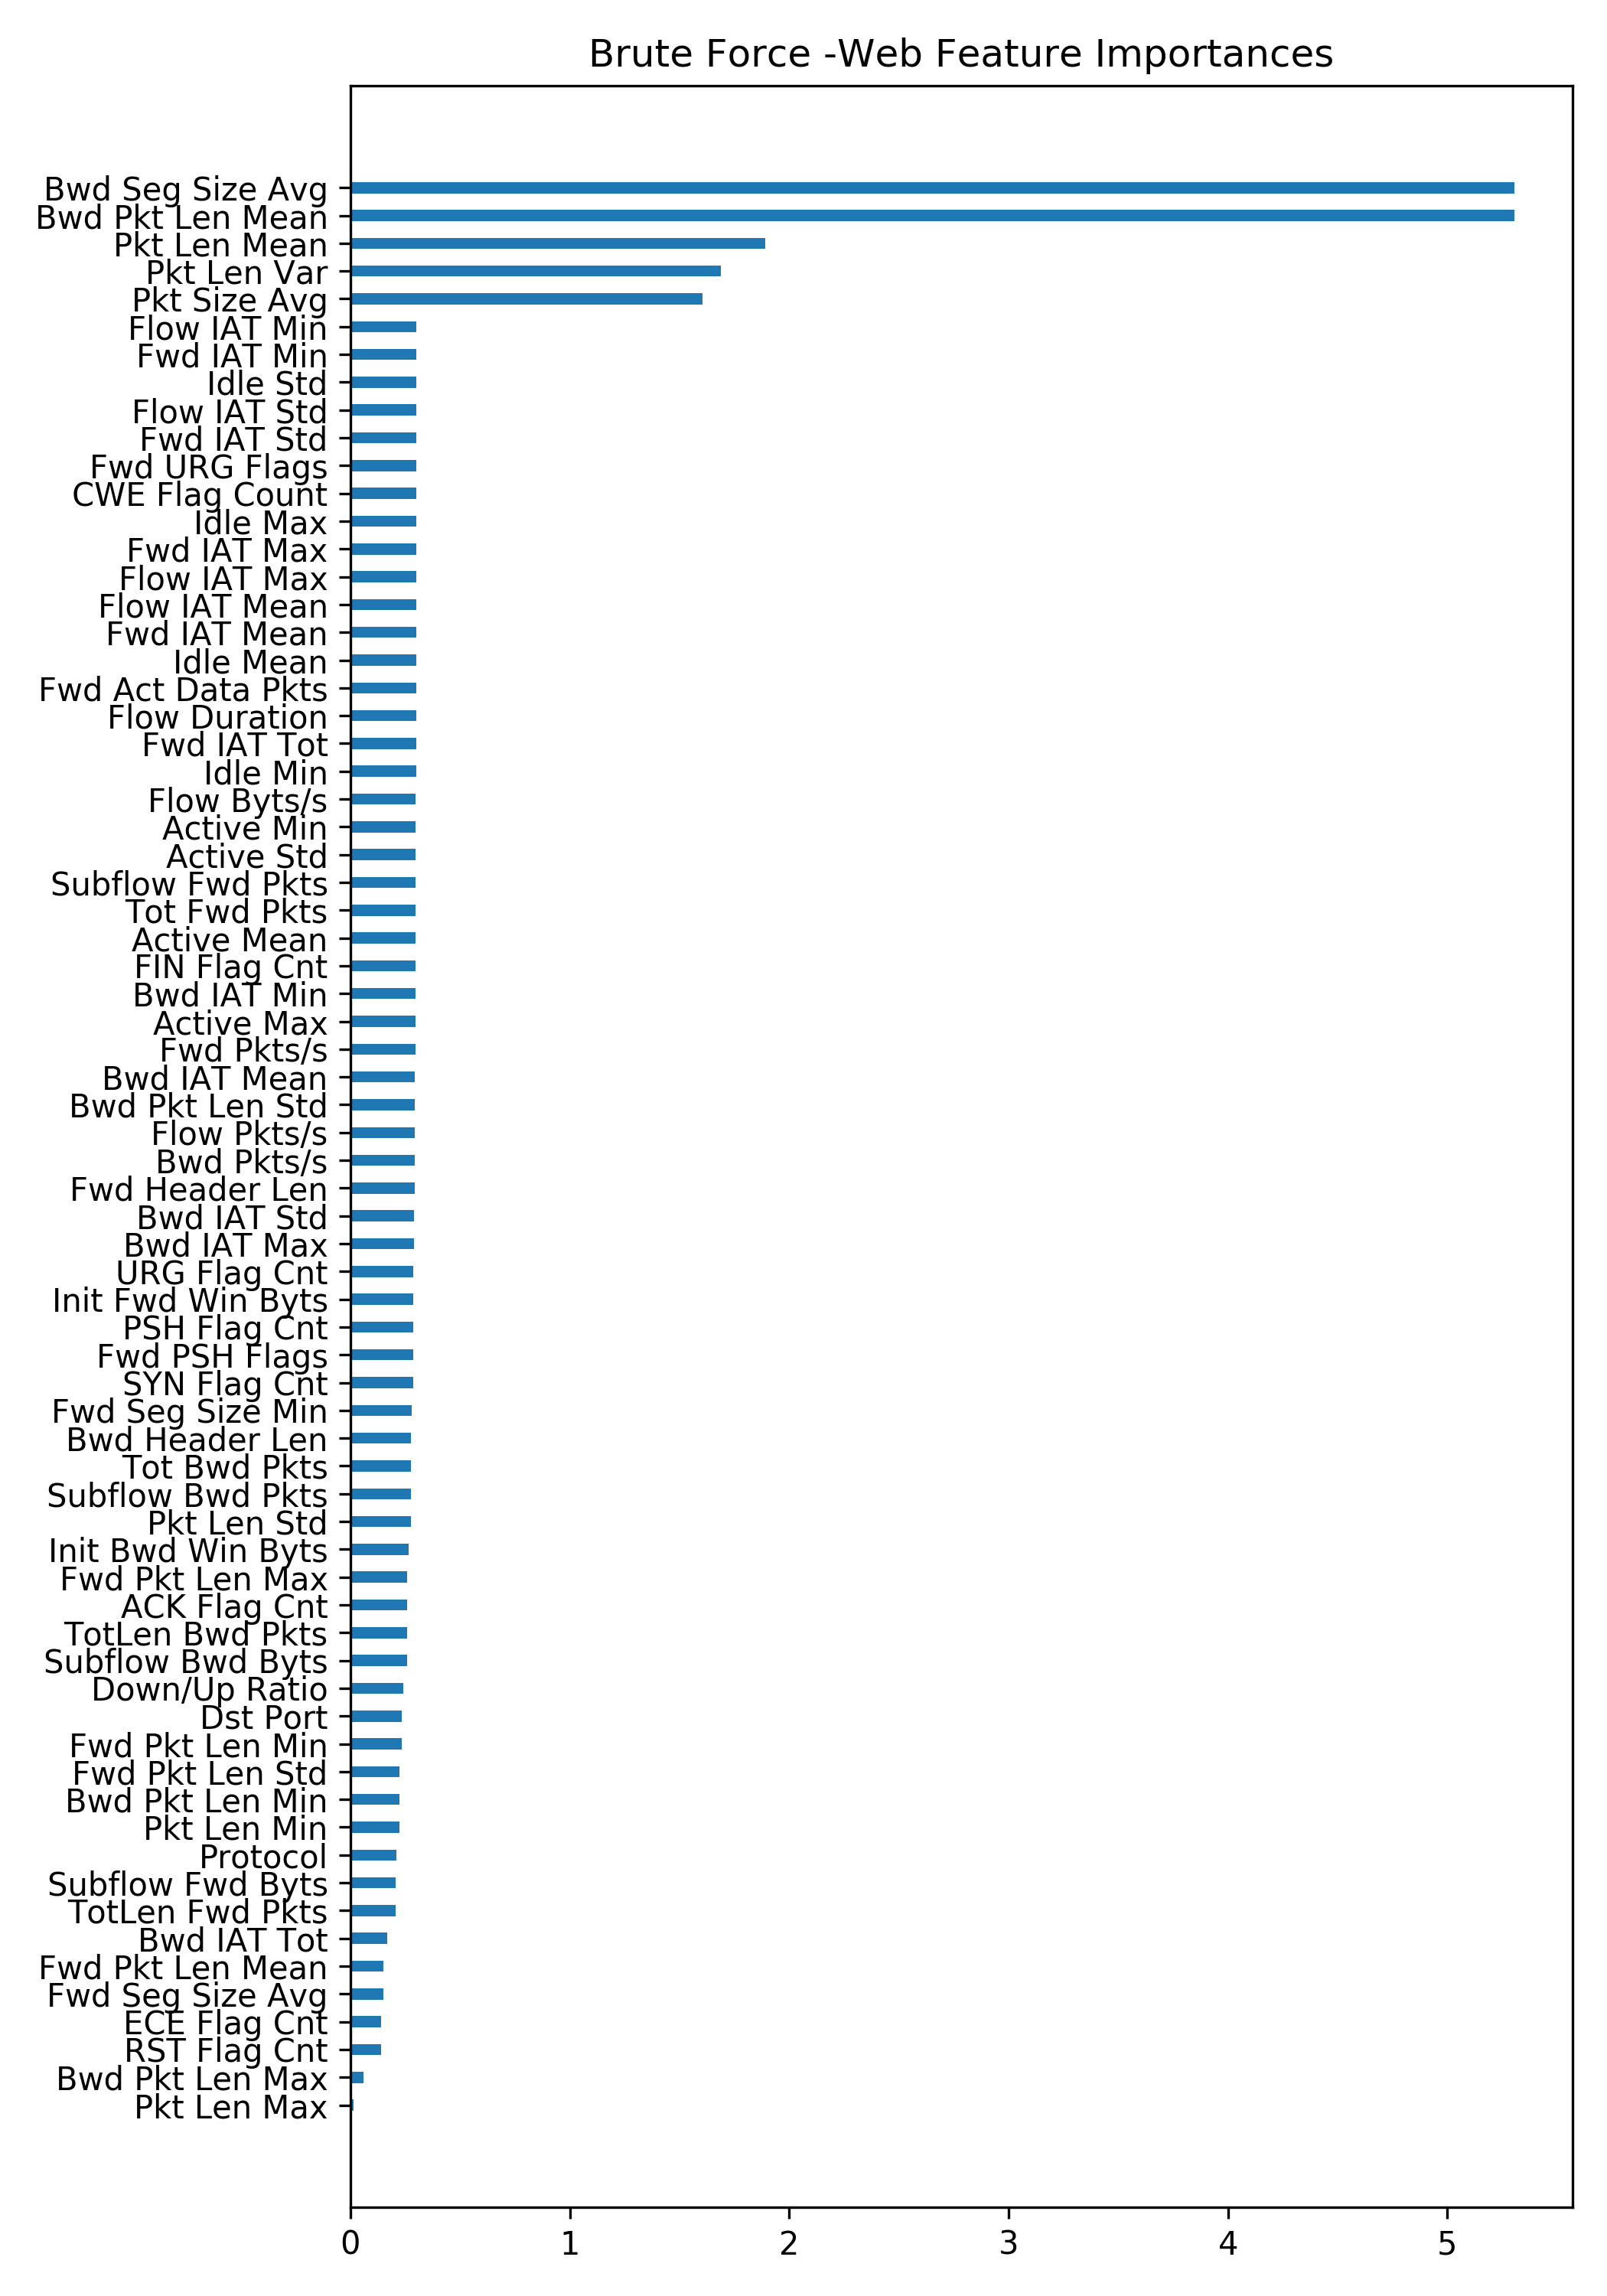 Brute Force -Web Feature Importances
Bwd Seg Size Avg
Bwd Pkt Len Mean
Pkt Len Mean
Pkt Len Var
Pkt Size Avg
Flow IAT Min
Fwd IAT Min
Idle Std
Flow IAT Std
Fwd IAT Std
Fwd URG Flags
CWE Flag Count
Idle Max
Fwd IAT Max
Flow IAT Max
Flow IAT Mean
Fwd IAT Mean
Idle Mean
Fwd Act Data Pkts
Flow Duration
Fwd IAT Tot
Idle Min
Flow Byts/s
Active Min
Active Std
Subflow Fwd Pkts
Tot Fwd Pkts
Active Mean
FIN Flag Cnt
Bwd IAT Min
Active Max
Fwd Pkts/s
Bwd IAT Mean
Bwd Pkt Len Std
Flow Pkts/s
Bwd Pkts/s
Fwd Header Len
Bwd IAT Std
Bwd IAT Max
URG Flag Cnt
Init Fwd Win Byts
PSH Flag Cnt
Fwd PSH Flags
SYN Flag Cnt
Fwd Seg Size Min
Bwd Header Len
Tot Bwd Pkts
Subflow Bwd Pkts
Pkt Len Std
Init Bwd Win Byts
Fwd Pkt Len Max
ACK Flag Cnt
TotLen Bwd Pkts
Subflow Bwd Byts
Down/Up Ratio
Dst Port
Fwd Pkt Len Min
Fwd Pkt Len Std
Bwd Pkt Len Min
Pkt Len Min
Protocol
Subflow Fwd Byts
TotLen Fwd Pkts
Bwd IAT Tot
Fwd Pkt Len Mean
Fwd Seg Size Avg
ECE Flag Cnt
RST Flag Cnt
Bwd Pkt Len Max
Pkt Len Max
0 1 2 3 4 5